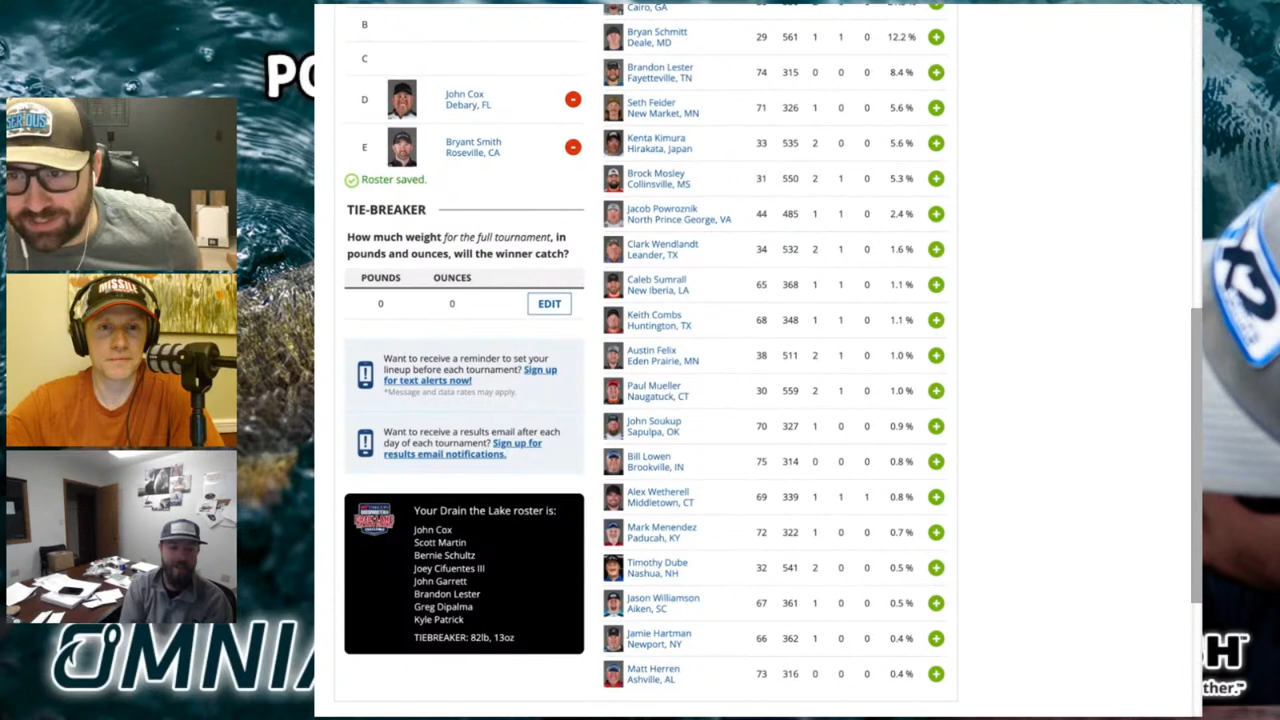 PO
SERIOUS
MISSILE
OMNIA
H™
ther.™
B
C
D
John Cox
Debary, FL
E
Bryant Smith
Roseville, CA
Roster saved.
TIE-BREAKER
How much weight for the full tournament, in
pounds and ounces, will the winner catch?
POUNDS OUNCES
0 0 EDIT
Want to receive a reminder to set your
lineup before each tournament? Sign up
for text alerts now!
*Message and data rates may apply.
Want to receive a results email after each
day of each tournament? Sign up for
results email notifications.
Your Drain the Lake roster is:
John Cox
Scott Martin
Bernie Schultz
Joey Cifuentes III
John Garrett
Brandon Lester
Greg Dipalma
Kyle Patrick
TIEBREAKER: 82lb, 13oz
Cairo, GA
Bryan Schmitt
Deale, MD
29 561 1 1 0 12.2 %
Brandon Lester
Fayetteville, TN
74 315 0 0 0 8.4 %
Seth Feider
New Market, MN
71 326 1 0 0 5.6 %
Kenta Kimura
Hirakata, Japan
33 535 2 0 0 5.6 %
Brock Mosley
Collinsville, MS
31 550 2 1 0 5.3 %
Jacob Powroznik
North Prince George, VA
44 485 1 1 0 2.4 %
Clark Wendlandt
Leander, TX
34 532 2 1 0 1.6 %
Caleb Sumrall
New Iberia, LA
65 368 1 1 0 1.1 %
Keith Combs
Huntington, TX
68 348 1 1 0 1.1 %
Austin Felix
Eden Prairie, MN
38 511 2 1 0 1.0 %
Paul Mueller
Naugatuck, CT
30 559 2 1 0 1.0 %
John Soukup
Sapulpa, OK
70 327 1 0 0 0.9 %
Bill Lowen
Brookville, IN
75 314 0 0 0 0.8 %
Alex Wetherell
Middletown, CT
69 339 1 1 1 0.8 %
Mark Menendez
Paducah, KY
72 322 1 0 0 0.7 %
Timothy Dube
Nashua, NH
32 541 2 0 0 0.5 %
Jason Williamson
Aiken, SC
67 361 1 0 0 0.5 %
Jamie Hartman
Newport, NY
66 362 1 0 0 0.4 %
Matt Herren
Ashville, AL
73 316 0 0 0 0.4 %